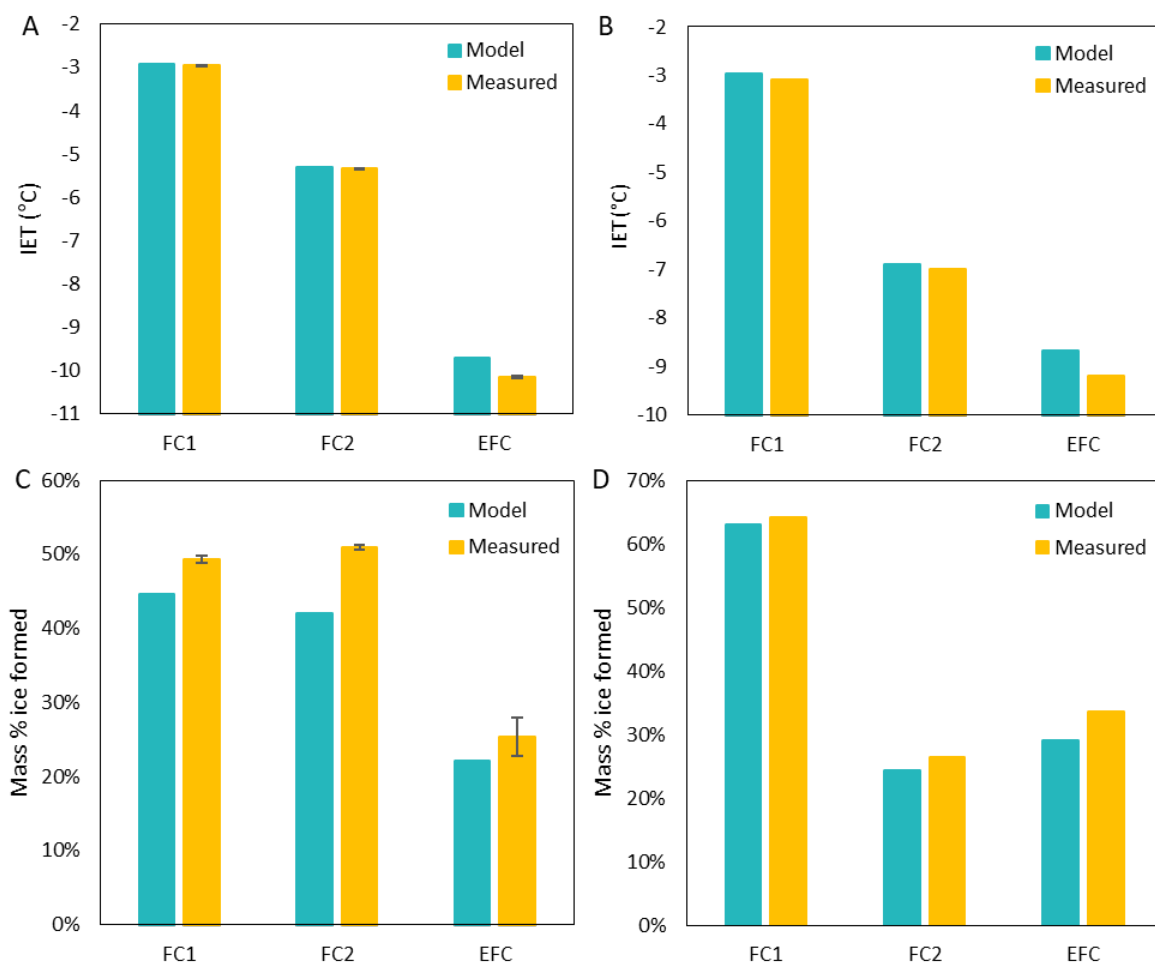 A
IET (°C)
-2
-3
-4
-5
-6
-7
-8
-9
-10
-11
Model
Measured
FC1
FC2
EFC
B
IET (°C)
-2
-3
-4
-5
-6
-7
-8
-9
-10
Model
Measured
FC1
FC2
EFC
C
Mass % ice formed
60%
50%
40%
30%
20%
10%
0%
Model
Measured
FC1
FC2
EFC
D
Mass % ice formed
70%
60%
50%
40%
30%
20%
10%
0%
Model
Measured
FC1
FC2
EFC